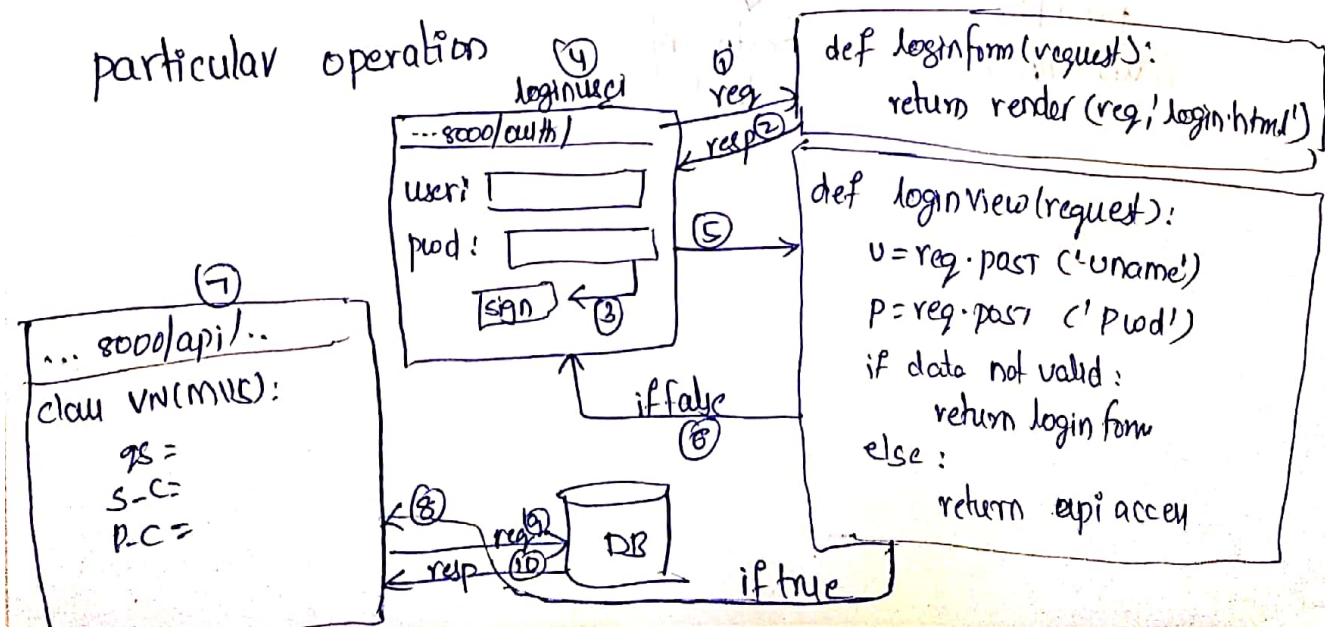 particular operation
④
loginuser
...8000/auth/
user:
pwd:
sign
③
①
req
resp ②
def loginform(request):
return render(req,'login.html')
⑤
def loginview(request):
U=req.post ('uname')
P=req.post ('pwd')
if data not valid:
return login form
else:
return api access
if false
⑥
⑦
... 8000/api/..
class VN(MVS):
qs =
S-C=
P-C=
⑧
req ⑨
resp ⑩
DB
if true